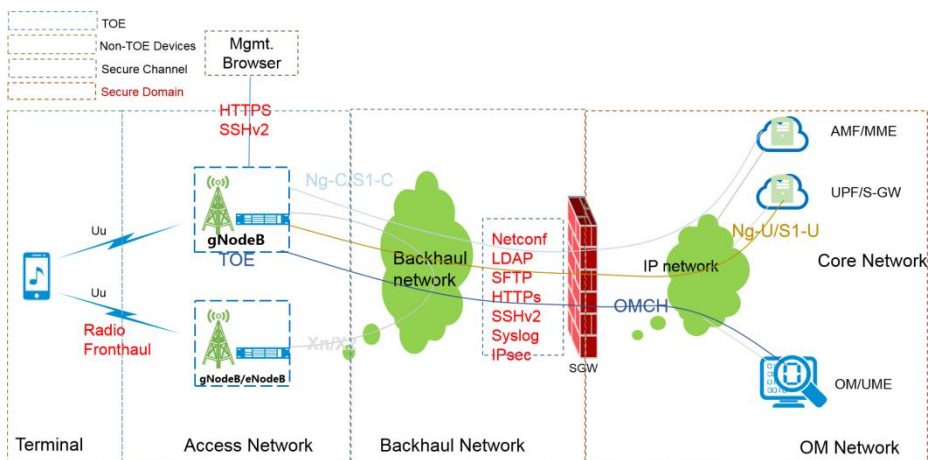 TOE
Non-TOE Devices
Secure Channel
Secure Domain
Mgmt.
Browser
HTTPS
SSHv2
Ng-C/S1-C
AMF/MME
UPF/S-GW
Ng-U/S1-U
Core Network
Uu
gNodeB
TOE
Backhaul
network
Netconf
LDAP
SFTP
HTTPs
SSHv2
Syslog
IPsec
SGW
IP network
OMCH
Uu
Radio
Fronthaul
Xn/X2
gNodeB/eNodeB
OM/UME
Terminal
Access Network
Backhaul Network
OM Network